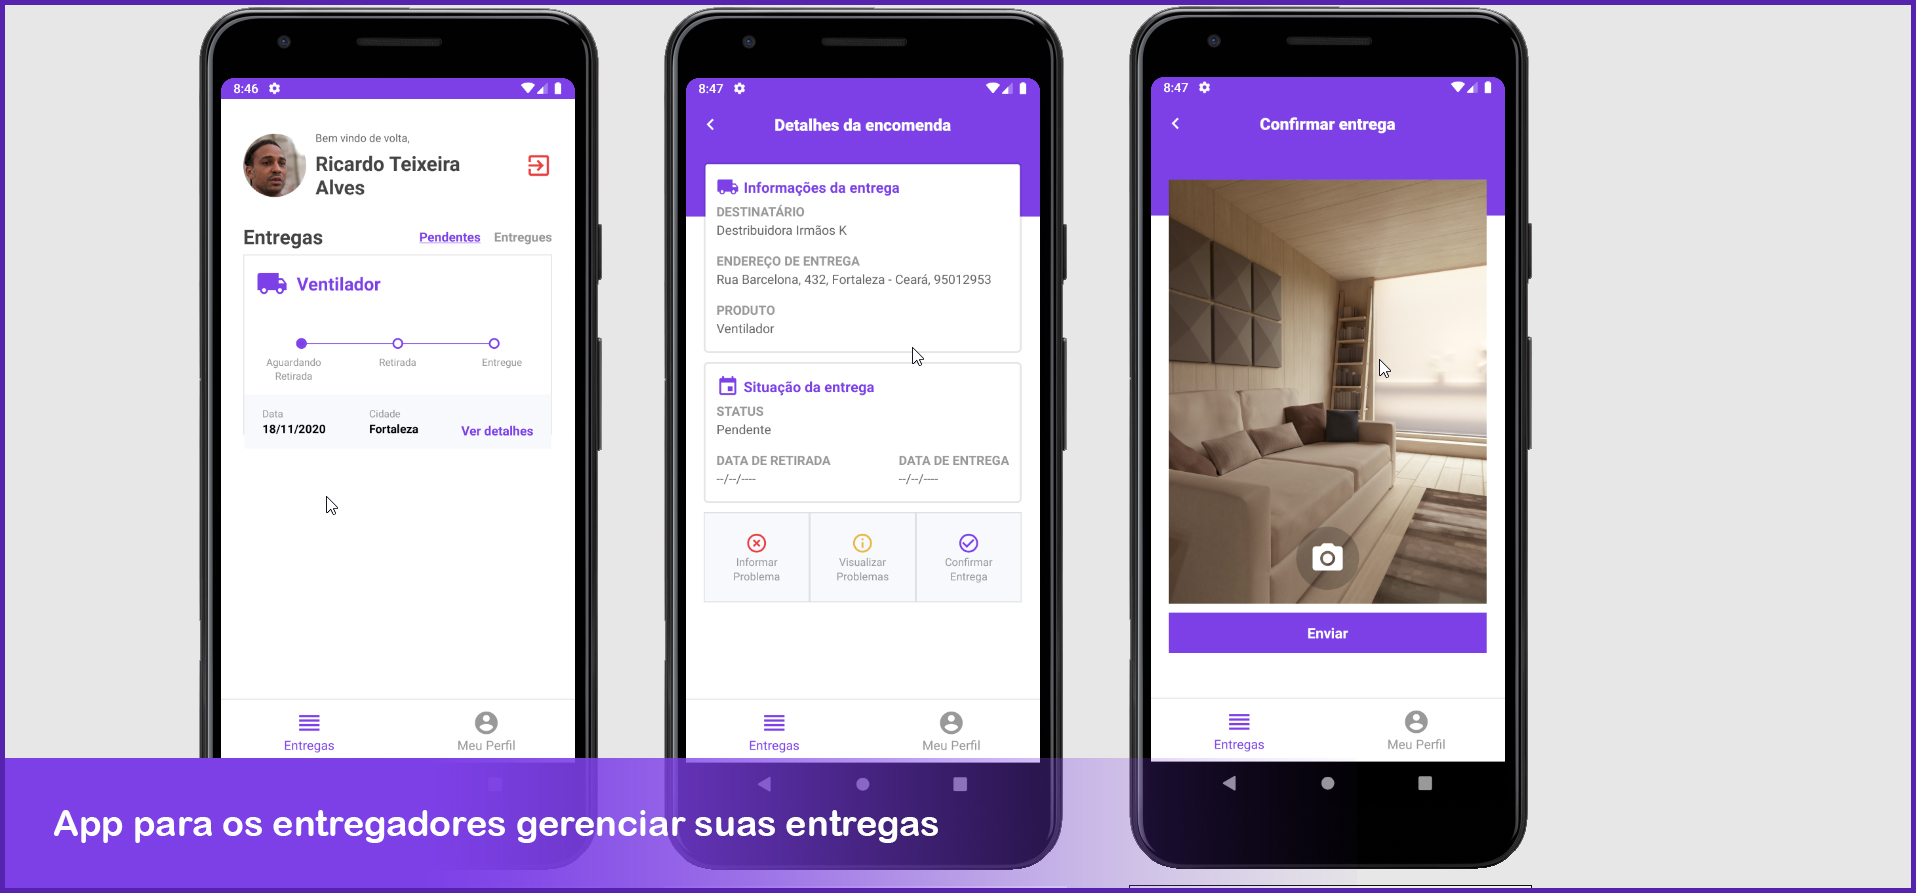 8:46
Bem vindo de volta,
Ricardo Teixeira
Alves
Entregas
Pendentes Entregues
Ventilador
Aguardando
Retirada
Retirada
Entregue
Data
18/11/2020
Cidade
Fortaleza
Ver detalhes
Entregas
Meu Perfil
8:47
Detalhes da encomenda
Informações da entrega
DESTINATÁRIO
Destribuidora Irmãos K
ENDEREÇO DE ENTREGA
Rua Barcelona, 432, Fortaleza - Ceará, 95012953
PRODUTO
Ventilador
Situação da entrega
STATUS
Pendente
DATA DE RETIRADA
--/--/----
DATA DE ENTREGA
--/--/----
Informar
Problema
Visualizar
Problemas
Confirmar
Entrega
Entregas
Meu Perfil
8:47
Confirmar entrega
Enviar
Entregas
Meu Perfil
App para os entregadores gerenciar suas entregas